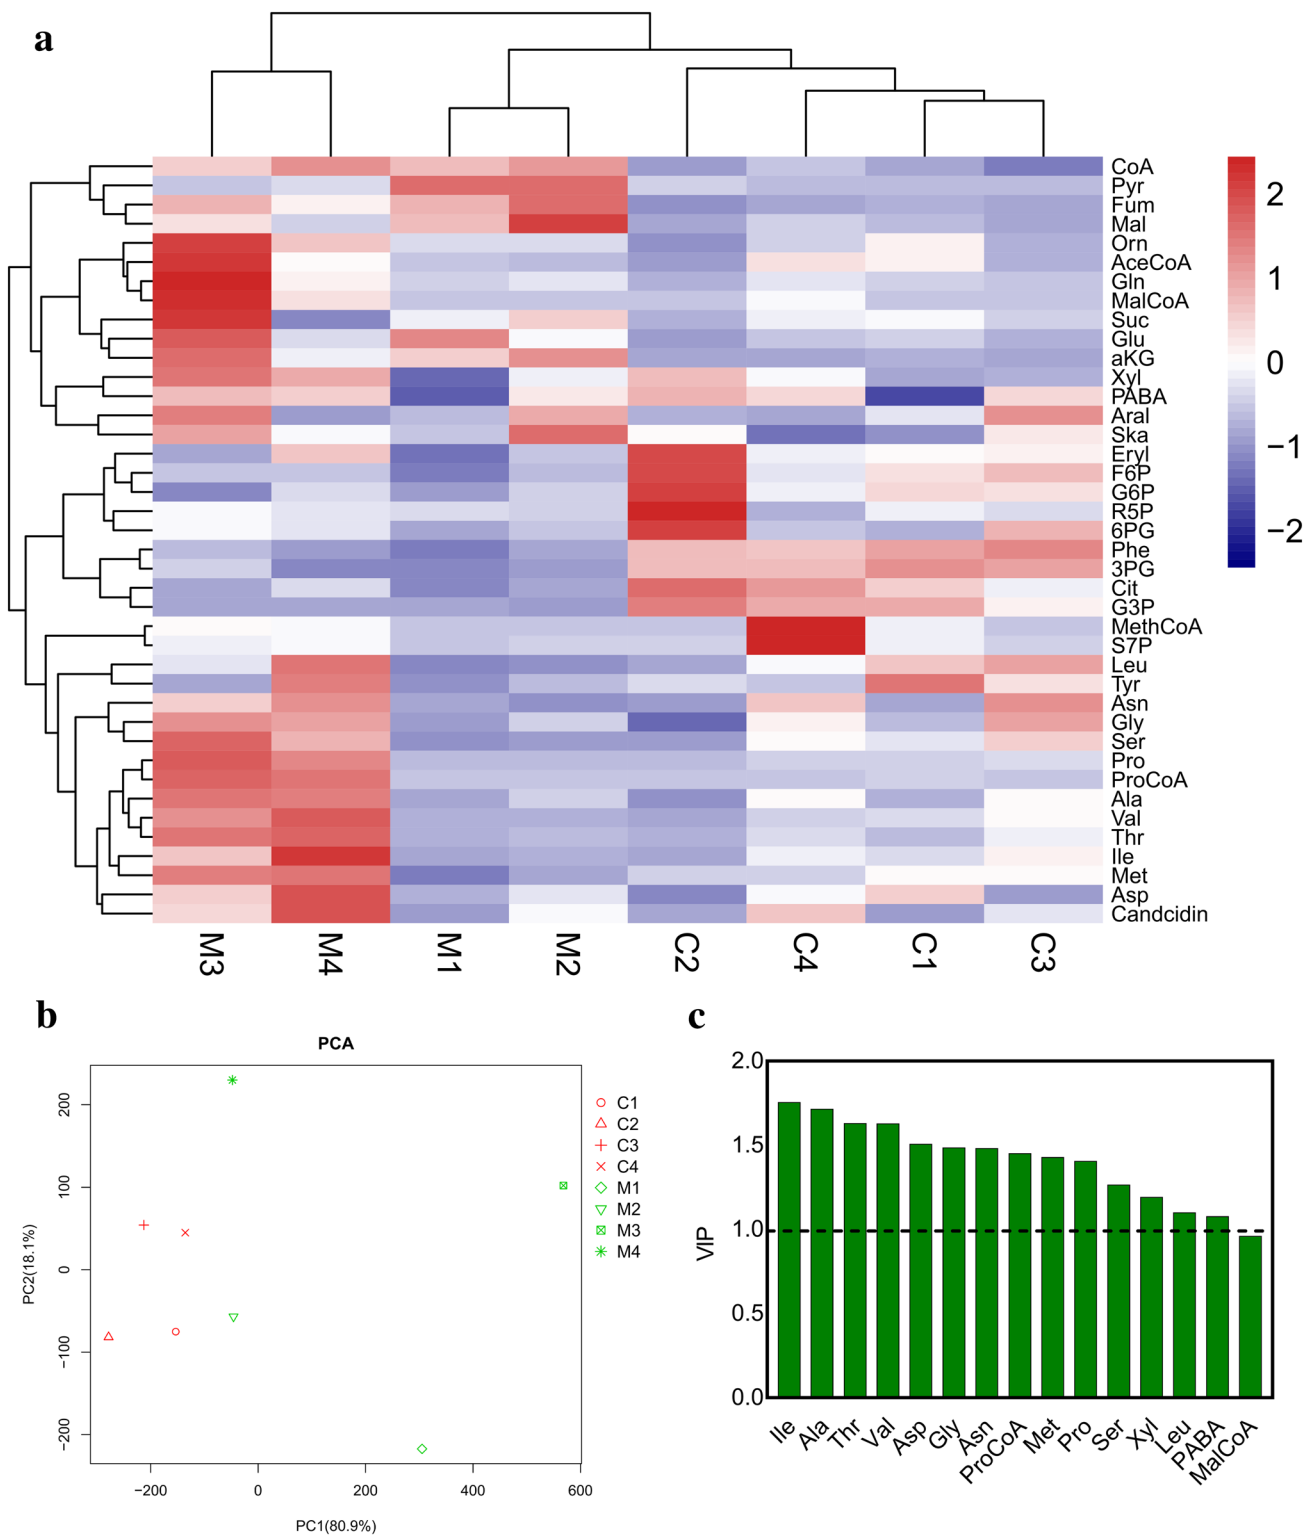 a
CoA
Pyr
Fum
Mal
Orn
AceCoA
Gln
MalCoA
Suc
Glu
aKG
Xyl
PABA
Aral
Ska
Eryl
F6P
G6P
R5P
6PG
Phe
3PG
Cit
G3P
MethCoA
S7P
Leu
Tyr
Asn
Gly
Ser
Pro
ProCoA
Ala
Val
Thr
Ile
Met
Asp
Candcidin
2
1
0
−1
−2
M3 M4 M1 M2 C2 C4 C1 C3
b
PCA
PC2(18.1%)
200
100
0
−100
−200
−200 0 200 400 600
PC1(80.9%)
C1
C2
C3
C4
M1
M2
M3
M4
c
VIP
2.0
1.5
1.0
0.5
0.0
Ile Ala Thr Val Asp Gly Asn ProCoA Met Pro Ser Xyl Leu PABA MalCoA